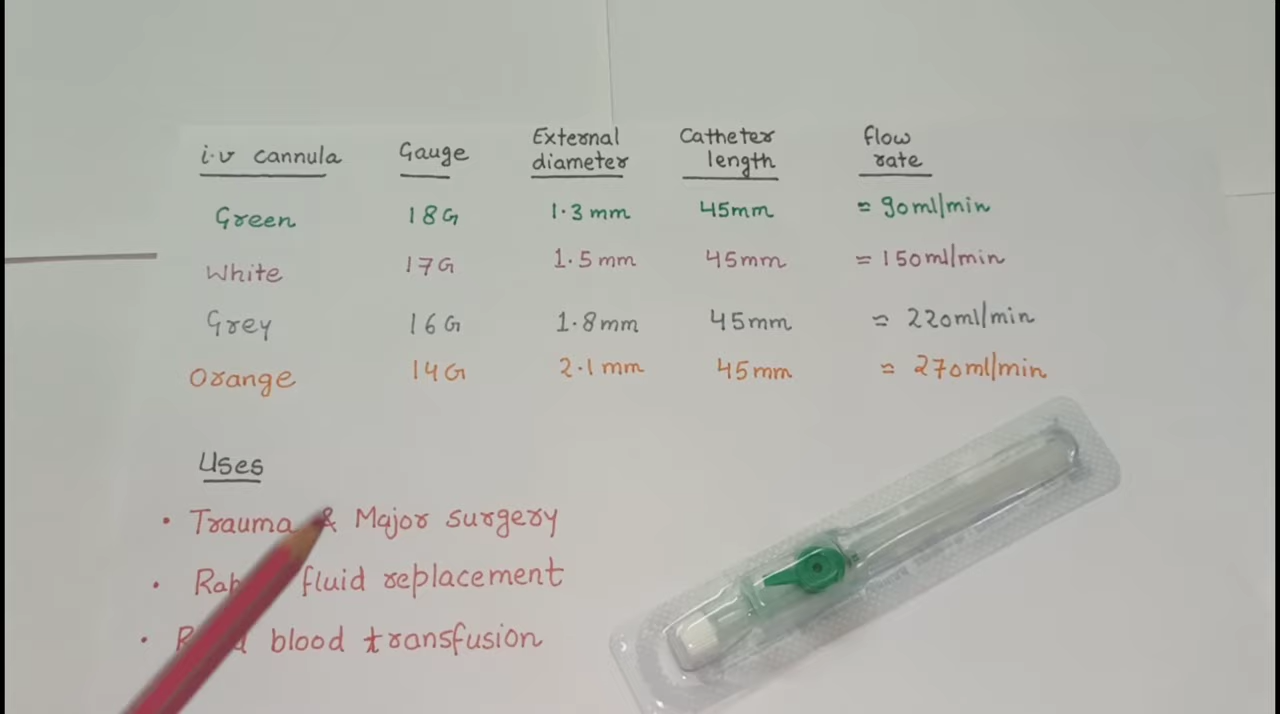 i.v cannula Gauge External diameter Catheter length flow rate
Green 18G 1.3mm 45mm ≈ 90ml/min
White 17G 1.5mm 45mm ≈ 150ml/min
Grey 16G 1.8mm 45mm ≈ 220ml/min
Orange 14G 2.1mm 45mm ≈ 270ml/min
Uses
• Trauma & Major surgery
• fluid replacement
• blood transfusion